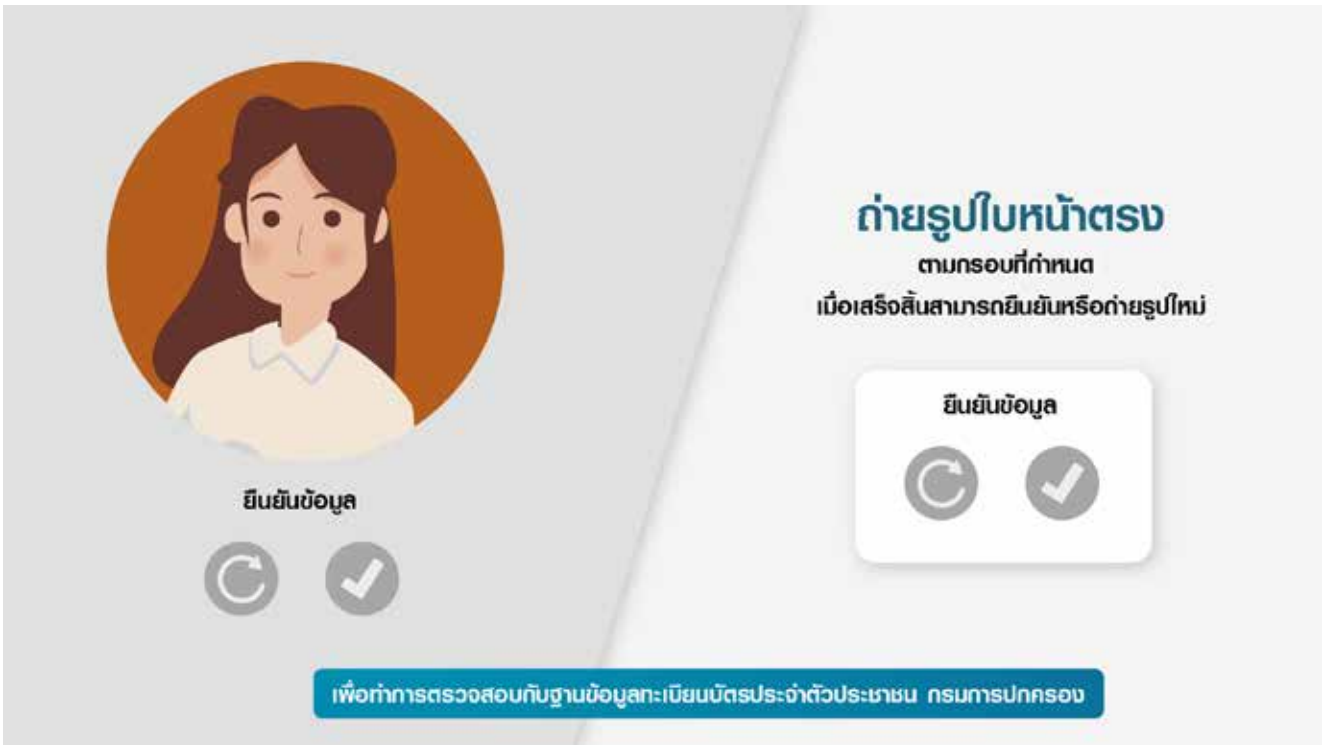 ยืนยันข้อมูล
ถ่ายรูปใบหน้าตรง
ตามกรอบที่กำหนด
เมื่อเสร็จสิ้นสามารถยืนยันหรือถ่ายรูปใหม่
ยืนยันข้อมูล
เพื่อทำการตรวจสอบกับฐานข้อมูลทะเบียนบัตรประจำตัวประชาชน กรมการปกครอง